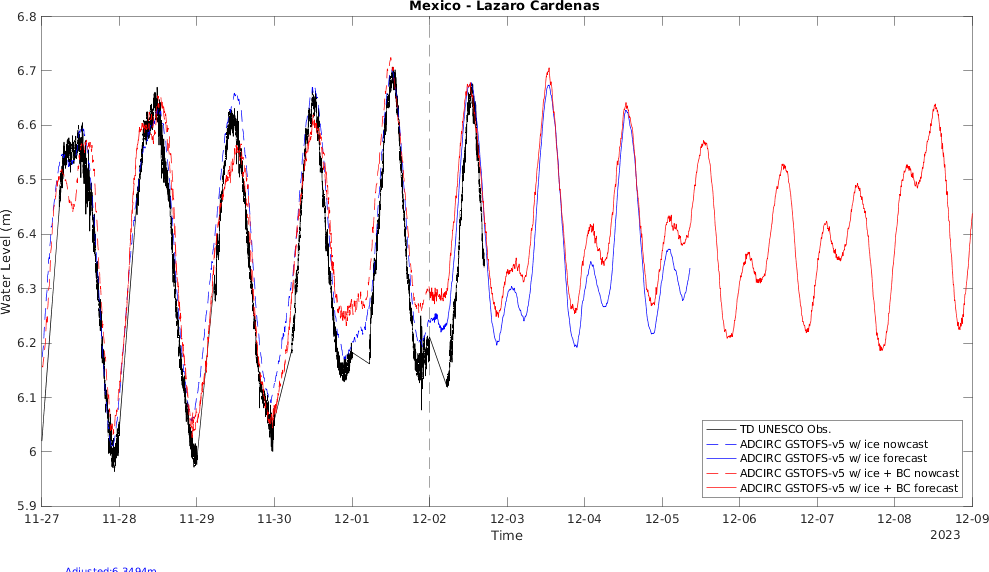 Mexico - Lazaro Cardenas
6.8
6.7
6.6
6.5
6.4
6.3
6.2
6.1
6
5.9
Water Level (m)
TD UNESCO Obs.
ADCIRC GSTOFS-v5 w/ ice nowcast
ADCIRC GSTOFS-v5 w/ ice forecast
ADCIRC GSTOFS-v5 w/ ice + BC nowcast
ADCIRC GSTOFS-v5 w/ ice + BC forecast
11-27 11-28 11-29 11-30 12-01 12-02 12-03 12-04 12-05 12-06 12-07 12-08 12-09
Time
2023
Adjusted:6.3494m